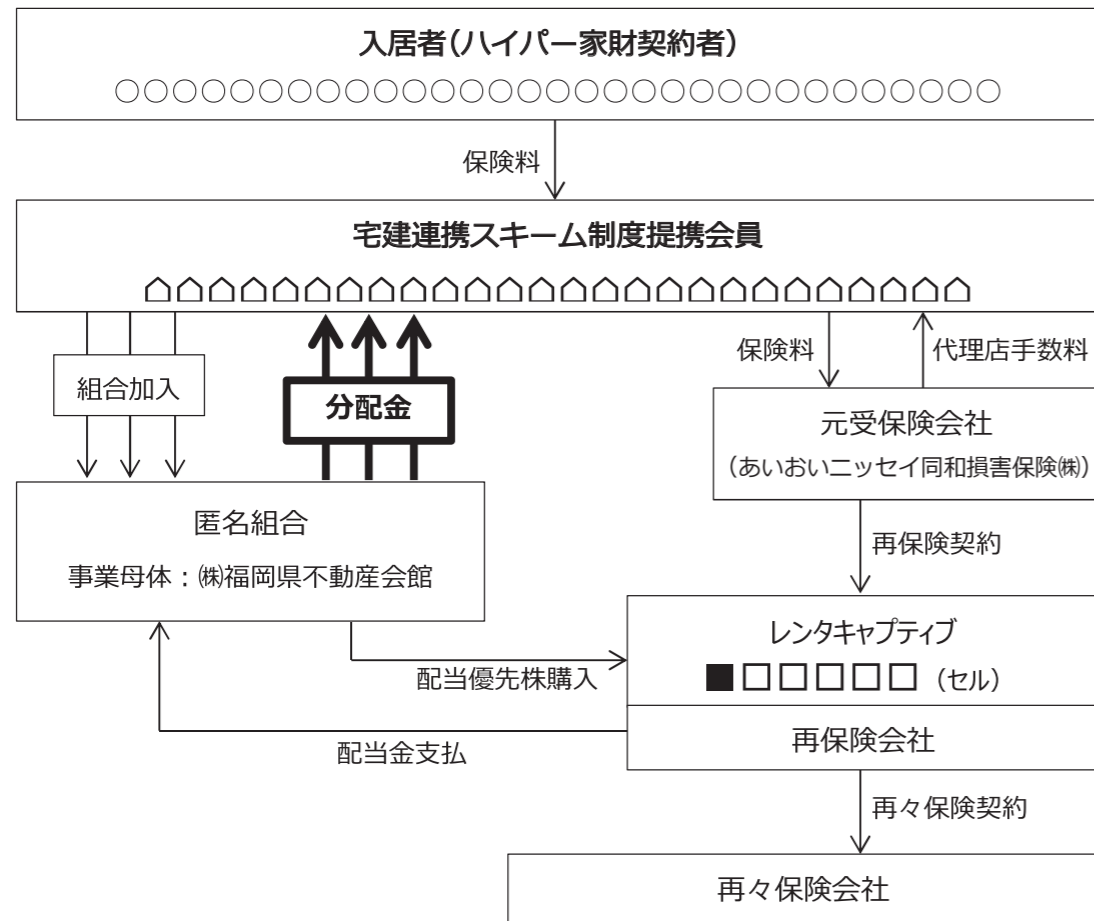 入居者（ハイパー家財契約者）
○○○○○○○○○○○○○○○○○○○○○○○○○○○○○○○
保険料
宅建連携スキーム制度提携会員
組合加入
分配金
保険料
代理店手数料
元受保険会社
（あいおいニッセイ同和損害保険㈱）
匿名組合
事業母体：㈱福岡県不動産会館
再保険契約
レンタキャプティブ
■□□□□□（セル）
配当優先株購入
再保険会社
配当金支払
再々保険契約
再々保険会社